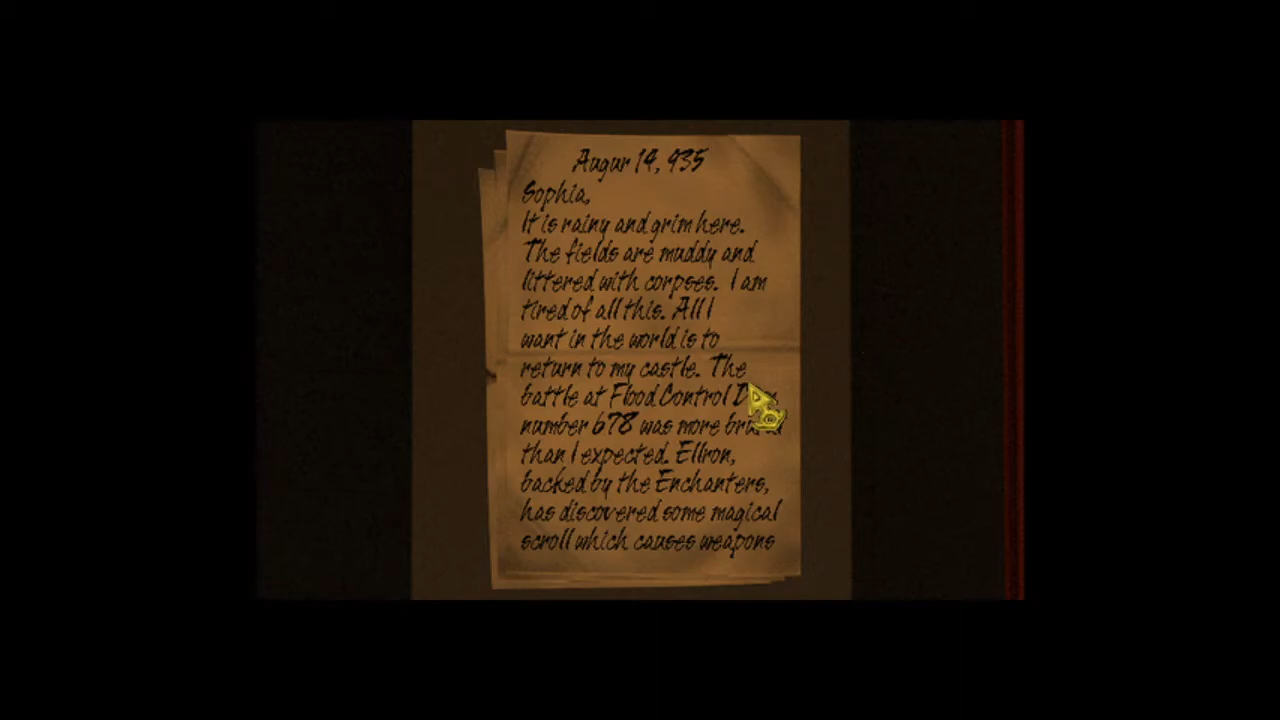 Augur 14, 935
Sophia,
It is rainy and grim here.
The fields are muddy and
littered with corpses. I am
tired of all this. All I
want in the world is to
return to my castle. The
battle at Flood Control
number 678 was more
than I expected. Ellron,
backed by the Enchanters,
has discovered some magical
scroll which causes weapons